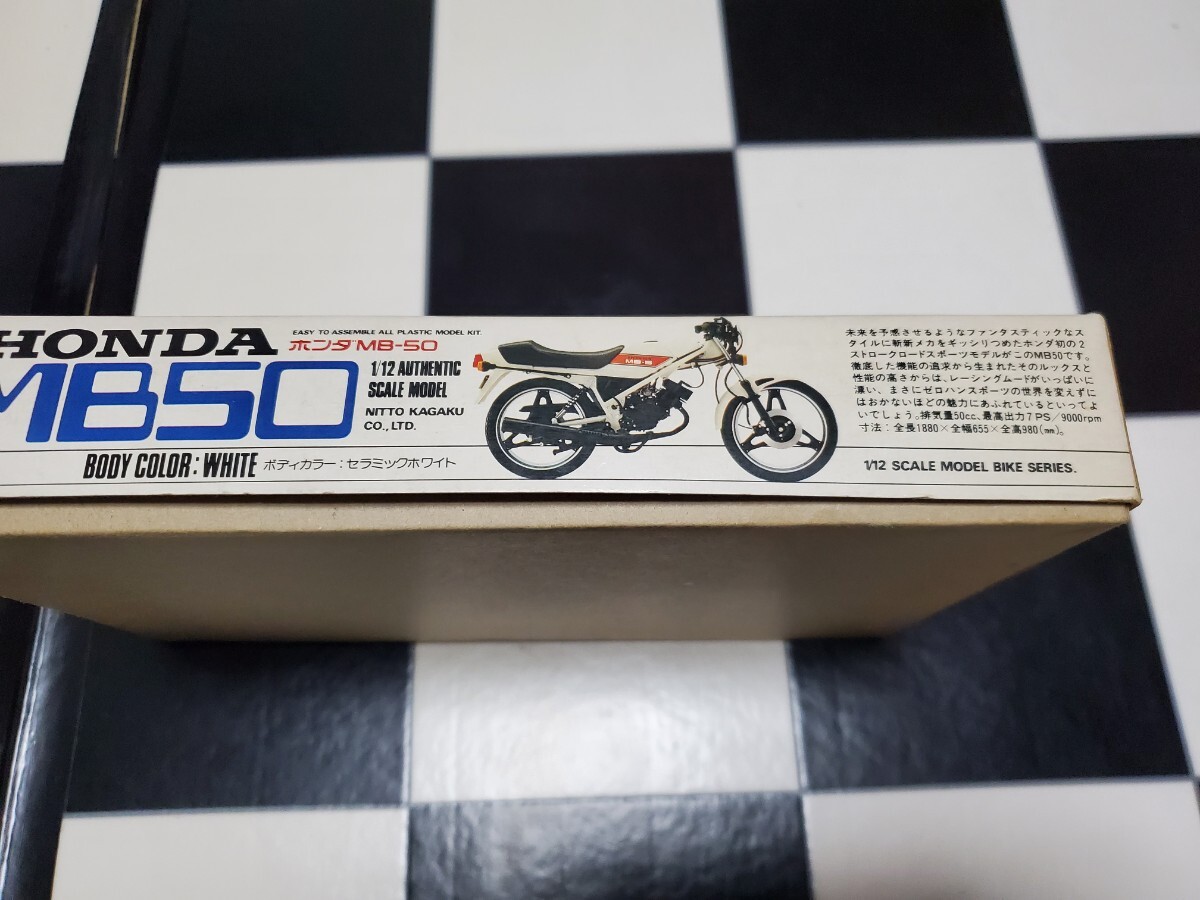 HONDA
MB50
EASY TO ASSEMBLE ALL PLASTIC MODEL KIT.
ホンダMB-50
1/12 AUTHENTIC
SCALE MODEL
NITTO KAGAKU
CO., LTD.
BODY COLOR: WHITE ボディカラー：セラミックホワイト
MB-5
未来を予感させるようなファンタスティックなス
タイルに斬新メカをギッシリつめたホンダ初の2
ストロークロードスポーツモデルがこのMB50です。
徹底した機能の追求から生まれたそのルックスと
性能の高さからは、レーシングムードがいっぱいに
漂い、まさにゼロハンスポーツの世界を変えずに
はおかないほどの魅力にあふれているといってよ
いでしょう。排気量50cc、最高出力7PS/9000rpm
寸法：全長1880×全幅655×全高980(mm)。
1/12 SCALE MODEL BIKE SERIES.